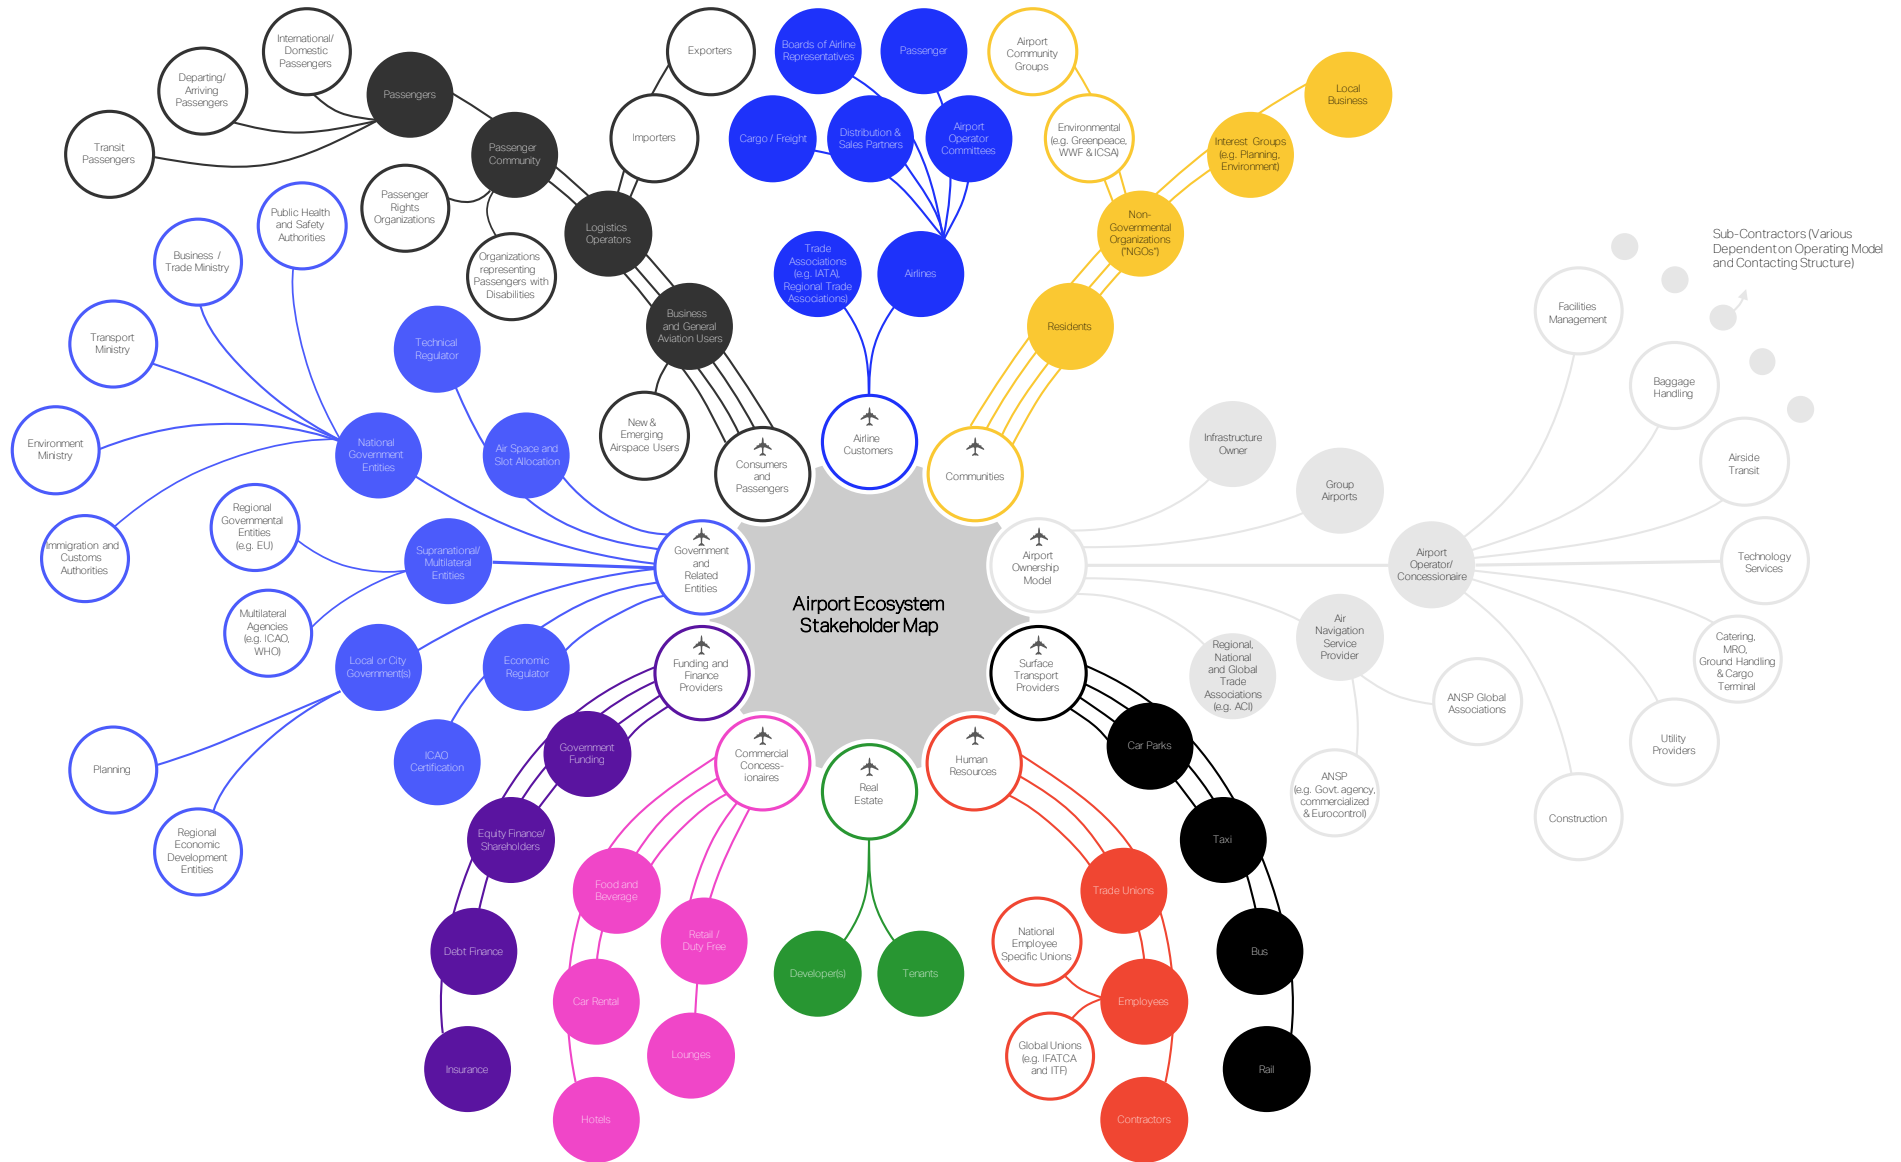 International/
Domestic
Passengers
Departing/
Arriving
Passengers
Transit
Passengers
Passengers
Passenger
Community
Passenger
Rights
Organizations
Organizations
representing
Passengers with
Disabilities
Exporters
Importers
Logistics
Operators
Business
and General
Aviation Users
New &
Emerging
Airspace Users
Consumers
and
Passengers
Boards of Airline
Representatives
Passenger
Cargo / Freight
Distribution &
Sales Partners
Airport
Operator
Committees
Trade
Associations
(e.g. IATA),
Regional Trade
Associations)
Airlines
Airline
Customers
Airport
Community
Groups
Environmental
(e.g. Greenpeace,
WWF & ICSA)
Local
Business
Interest Groups
(e.g. Planning,
Environment)
Non-
Governmental
Organizations
("NGOs")
Residents
Communities
Public Health
and Safety
Authorities
Business /
Trade Ministry
Transport
Ministry
Environment
Ministry
Immigration and
Customs
Authorities
National
Government
Entities
Technical
Regulator
Air Space and
Slot Allocation
Regional
Governmental
Entities
(e.g. EU)
Supranational/
Multilateral
Entities
Multilateral
Agencies
(e.g. ICAO,
WHO)
Local or City
Government(s)
Economic
Regulator
ICAO
Certification
Planning
Regional
Economic
Development
Entities
Government
and
Related
Entities
Airport Ecosystem
Stakeholder Map
Airport
Ownership
Model
Infrastructure
Owner
Group
Airports
Airport
Operator/
Concessionaire
Air
Navigation
Service
Provider
Regional,
National
and Global
Trade
Associations
(e.g. ACI)
ANSP Global
Associations
ANSP
(e.g. Govt. agency,
commercialized
& Eurocontrol)
Sub-Contractors (Various
Dependent on Operating Model
and Contacting Structure)
Facilities
Management
Baggage
Handling
Airside
Transit
Technology
Services
Catering,
MRO,
Ground Handling
& Cargo
Terminal
Utility
Providers
Construction
Funding and
Finance
Providers
Government
Funding
Equity Finance/
Shareholders
Debt Finance
Insurance
Commercial
Concess-
ionaires
Food and
Beverage
Retail /
Duty Free
Car Rental
Lounges
Hotels
Real
Estate
Developer(s)
Tenants
Human
Resources
Trade Unions
National
Employee
Specific Unions
Employees
Global Unions
(e.g. IFATCA
and ITF)
Contractors
Surface
Transport
Providers
Car Parks
Taxi
Bus
Rail